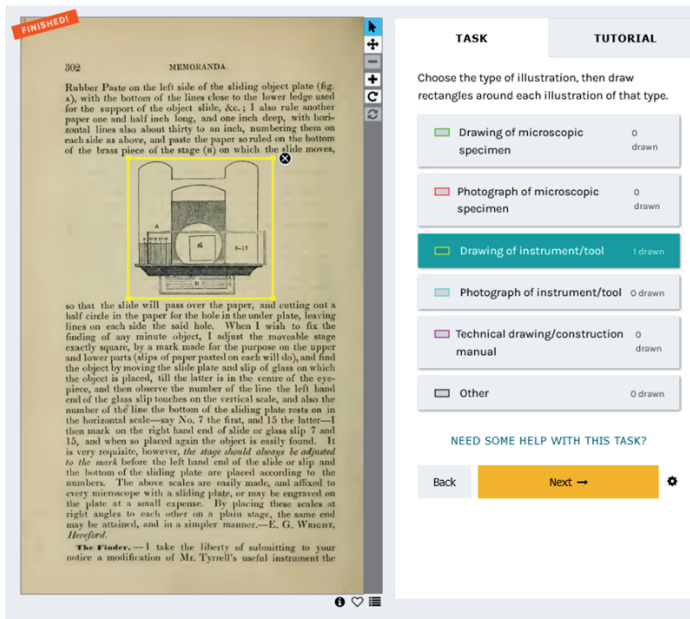 FINISHED!
302 MEMORANDA.
Rubber Paste on the left side of the sliding object plate (fig.
A), with the bottom of the lines close to the lower ledge used
for the support of the object slide, &c.; I also rule another
paper one and half inch long, and one inch deep, with hori-
zontal lines also about thirty to an inch, numbering them on
each side as above, and paste the paper so ruled on the bottom
of the brass piece of the stage (B) on which the slide moves,
A
8-17
B
so that the slide will pass over the paper, and cutting out a
half circle in the paper for the hole in the under plate, leaving
lines on each side the said hole. When I wish to fix the
finding of any minute object, I adjust the moveable stage
exactly square, by a mark made for the purpose on the upper
and lower parts (slips of paper pasted on each will do), and find
the object by moving the slide plate and slip of glass on which
the object is placed, till the latter is in the centre of the eye-
piece, and then observe the number of the line the left hand
end of the glass slip touches on the vertical scale, and also the
number of the line the bottom of the sliding plate rests on in
the horizontal scale—say No. 7 the first, and 15 the latter—I
then mark on the right hand end of slide or glass slip 7 and
15, and when so placed again the object is easily found. It
is very requisite, however, the stage should always be adjusted
to the mark before the left hand end of the slide or slip and
the bottom of the sliding plate are placed according to the
numbers. The above scales are easily made, and affixed to
every microscope with a sliding plate, or may be engraved on
the plate at a small expense. By placing these scales at
right angles to each other on a plain stage, the same end
may be attained, and in a simpler manner.—E. G. WRIGHT,
Hereford.
The Finder.—I take the liberty of submitting to your
notice a modification of Mr. Tyrrell's useful instrument the
TASK TUTORIAL
Choose the type of illustration, then draw
rectangles around each illustration of that type.
Drawing of microscopic
specimen
0
drawn
Photograph of microscopic
specimen
0
drawn
Drawing of instrument/tool 1 drawn
Photograph of instrument/tool 0 drawn
Technical drawing/construction
manual
0
drawn
Other 0 drawn
NEED SOME HELP WITH THIS TASK?
Back Next →